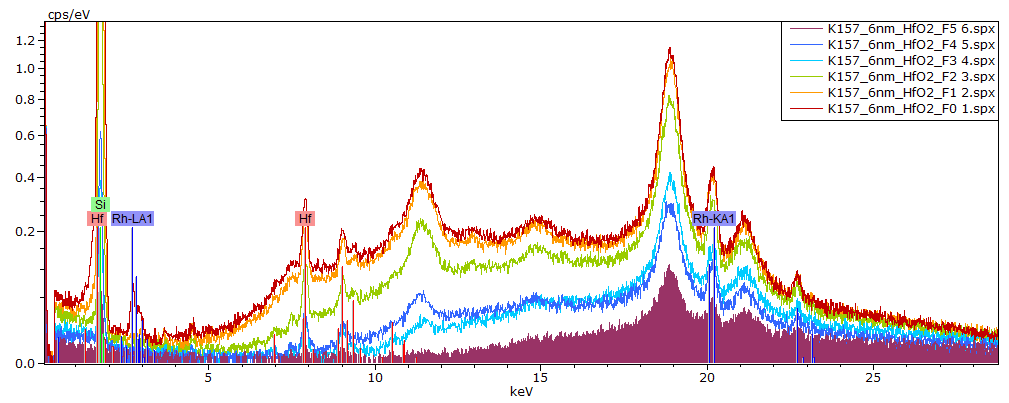 cps/eV
K157_6nm_HfO2_F5 6.spx
K157_6nm_HfO2_F4 5.spx
K157_6nm_HfO2_F3 4.spx
K157_6nm_HfO2_F2 3.spx
K157_6nm_HfO2_F1 2.spx
K157_6nm_HfO2_F0 1.spx
1.2
1.0
0.8
0.6
0.4
0.2
0.0
Si
Hf Rh-LA1 Hf Rh-KA1
5 10 15 20 25
keV